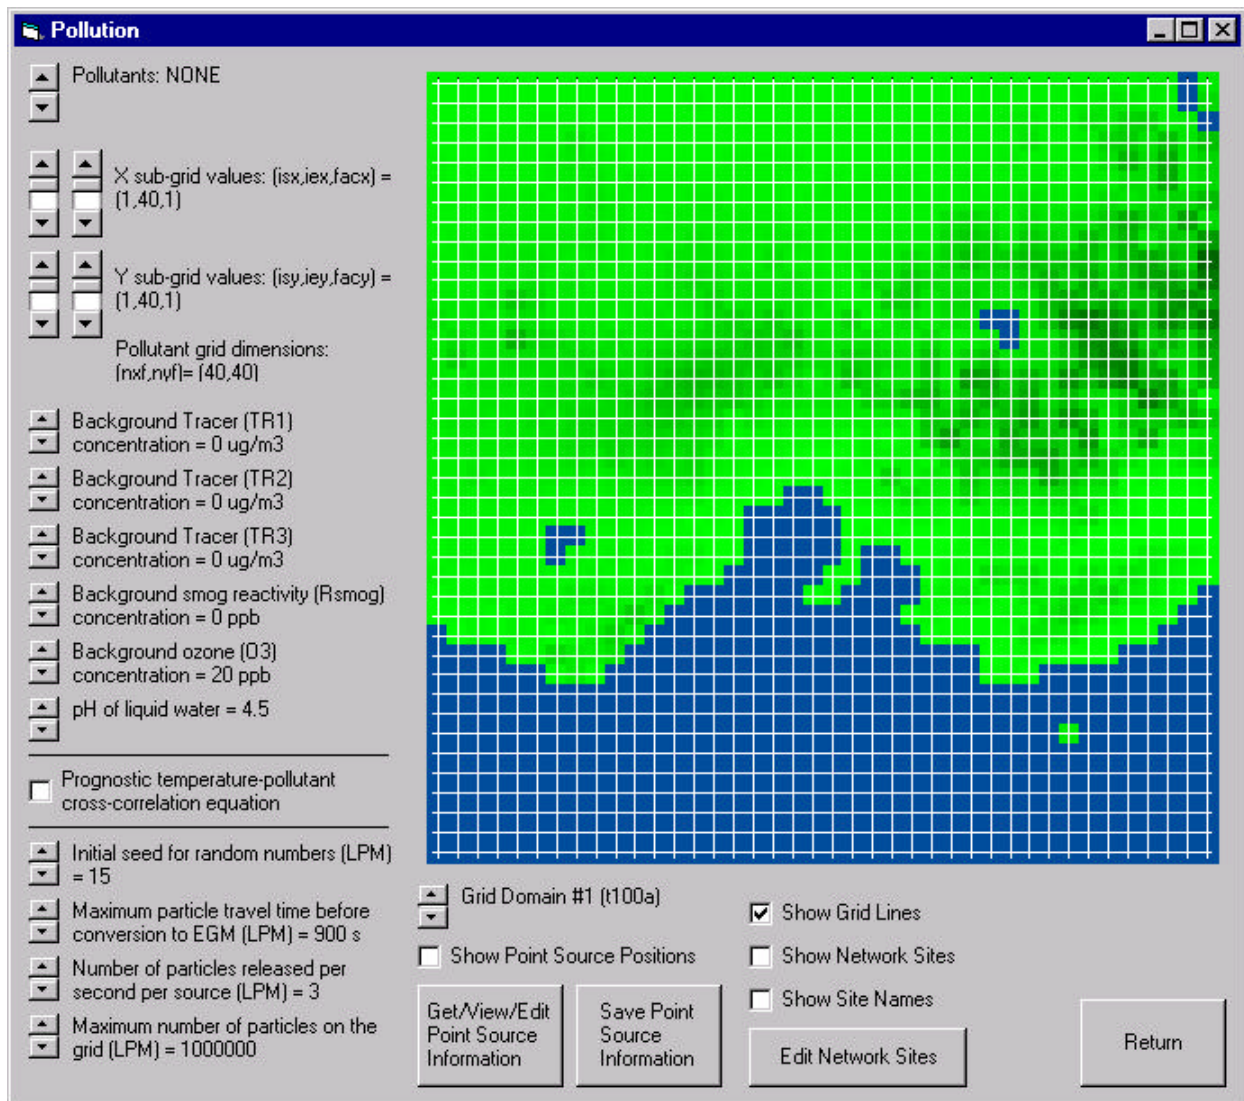 Pollution
Pollutants: NONE
X sub-grid values: (isx,iex,facx) =
(1,40,1)
Y sub-grid values: (isy,iey,facy) =
(1,40,1)
Pollutant grid dimensions:
(nxf,nyf)= (40,40)
Background Tracer (TR1)
concentration = 0 ug/m3
Background Tracer (TR2)
concentration = 0 ug/m3
Background Tracer (TR3)
concentration = 0 ug/m3
Background smog reactivity (Rsmog)
concentration = 0 ppb
Background ozone (O3)
concentration = 20 ppb
pH of liquid water = 4.5
Prognostic temperature-pollutant
cross-correlation equation
Initial seed for random numbers (LPM)
= 15
Maximum particle travel time before
conversion to EGM (LPM) = 900 s
Number of particles released per
second per source (LPM) = 3
Maximum number of particles on the
grid (LPM) = 1000000
Grid Domain #1 (t100a)
Show Point Source Positions
Get/View/Edit
Point Source
Information
Save Point
Source
Information
Show Grid Lines
Show Network Sites
Show Site Names
Edit Network Sites
Return